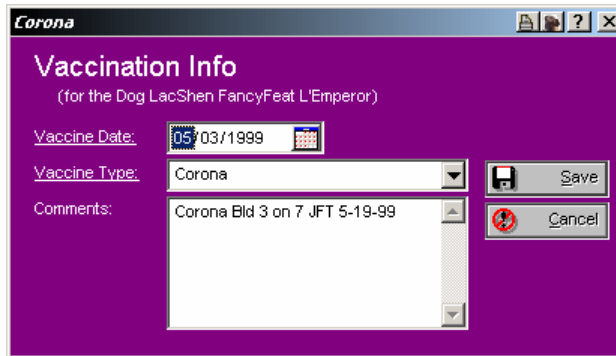 Corona
Vaccination Info
(for the Dog LacShen FancyFeat L'Emperor)
Vaccine Date: 05/03/1999
Vaccine Type: Corona
Save
Comments: Corona Bld 3 on 7 JFT 5-19-99
Cancel